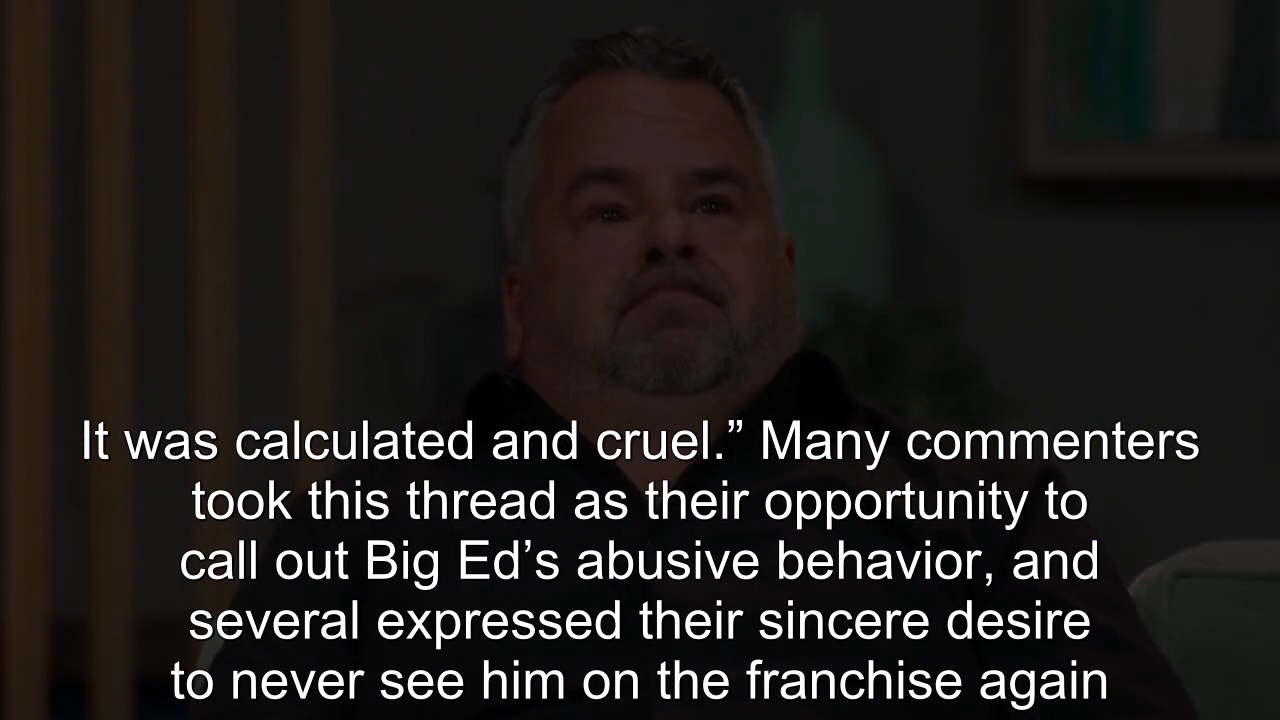 It was calculated and cruel.” Many commenters
took this thread as their opportunity to
call out Big Ed’s abusive behavior, and
several expressed their sincere desire
to never see him on the franchise again